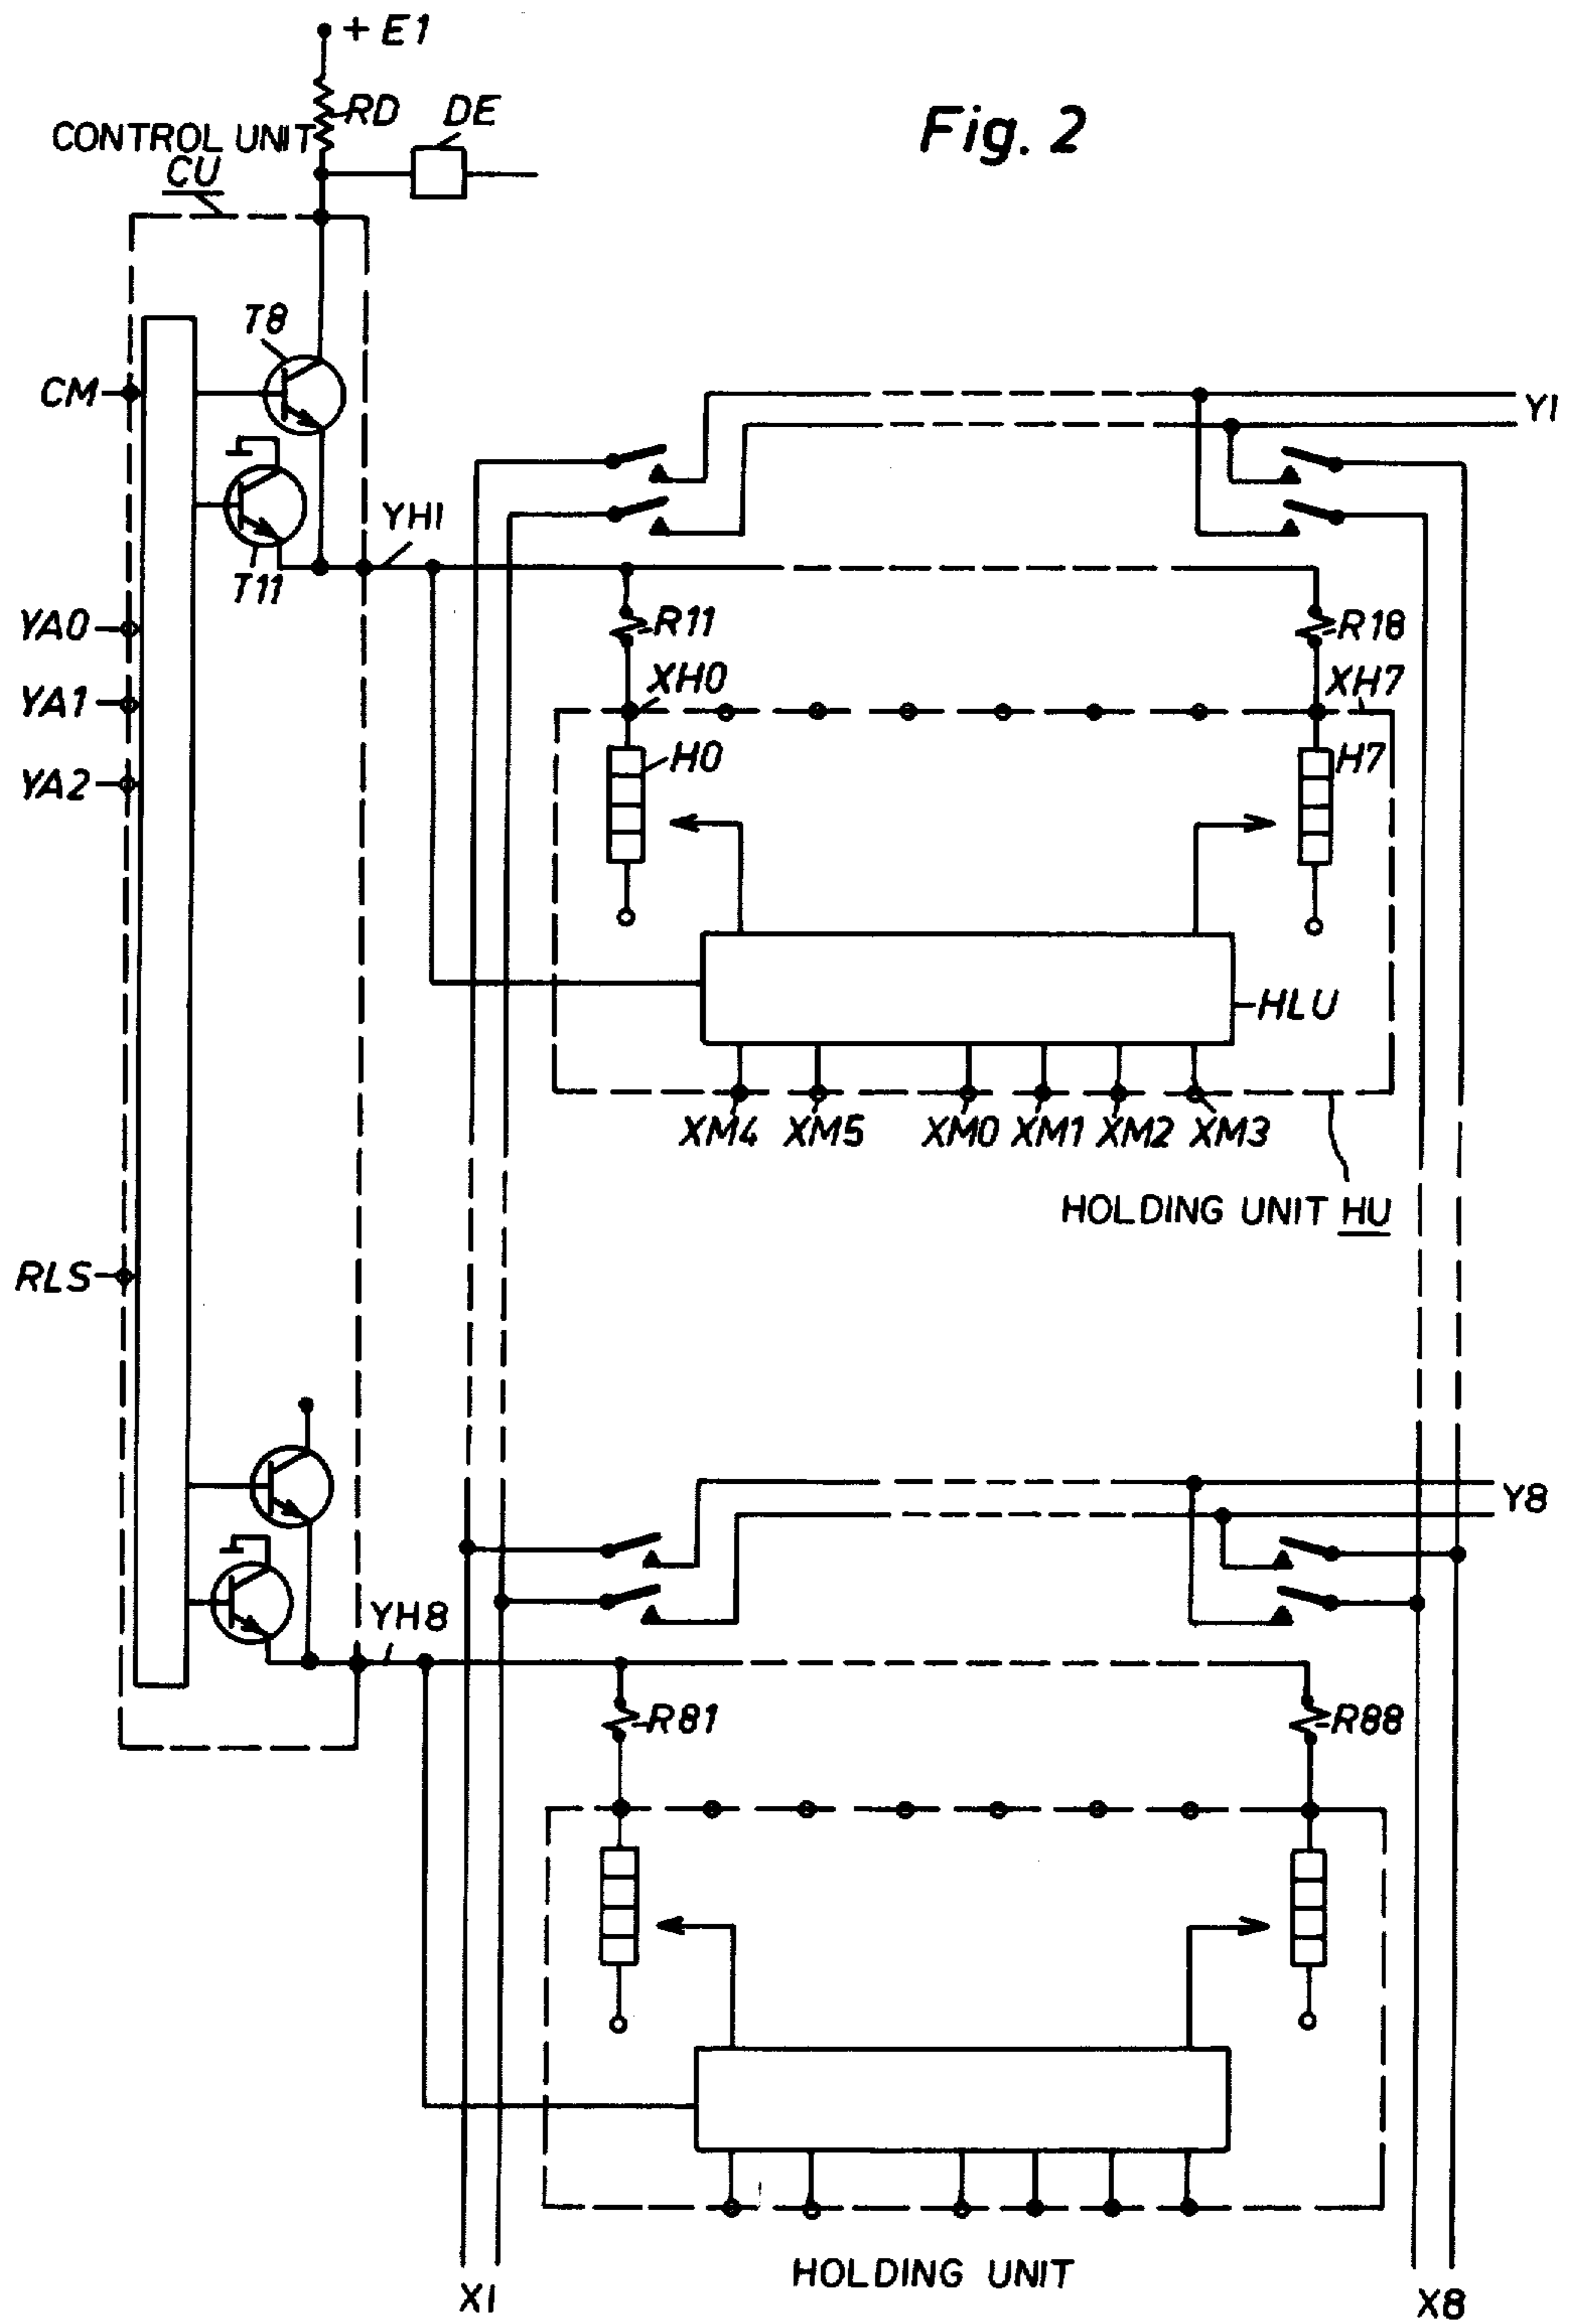 + E1
RD
DE
Fig. 2
CONTROL UNIT
CU
T8
CM
Y1
YH1
T11
YA0
R11
R18
YA1
XH0
XH7
YA2
H0
H7
HLU
XM4 XM5 XM0 XM1 XM2 XM3
HOLDING UNIT HU
RLS
Y8
YH8
R81
R88
HOLDING UNIT
X1
X8